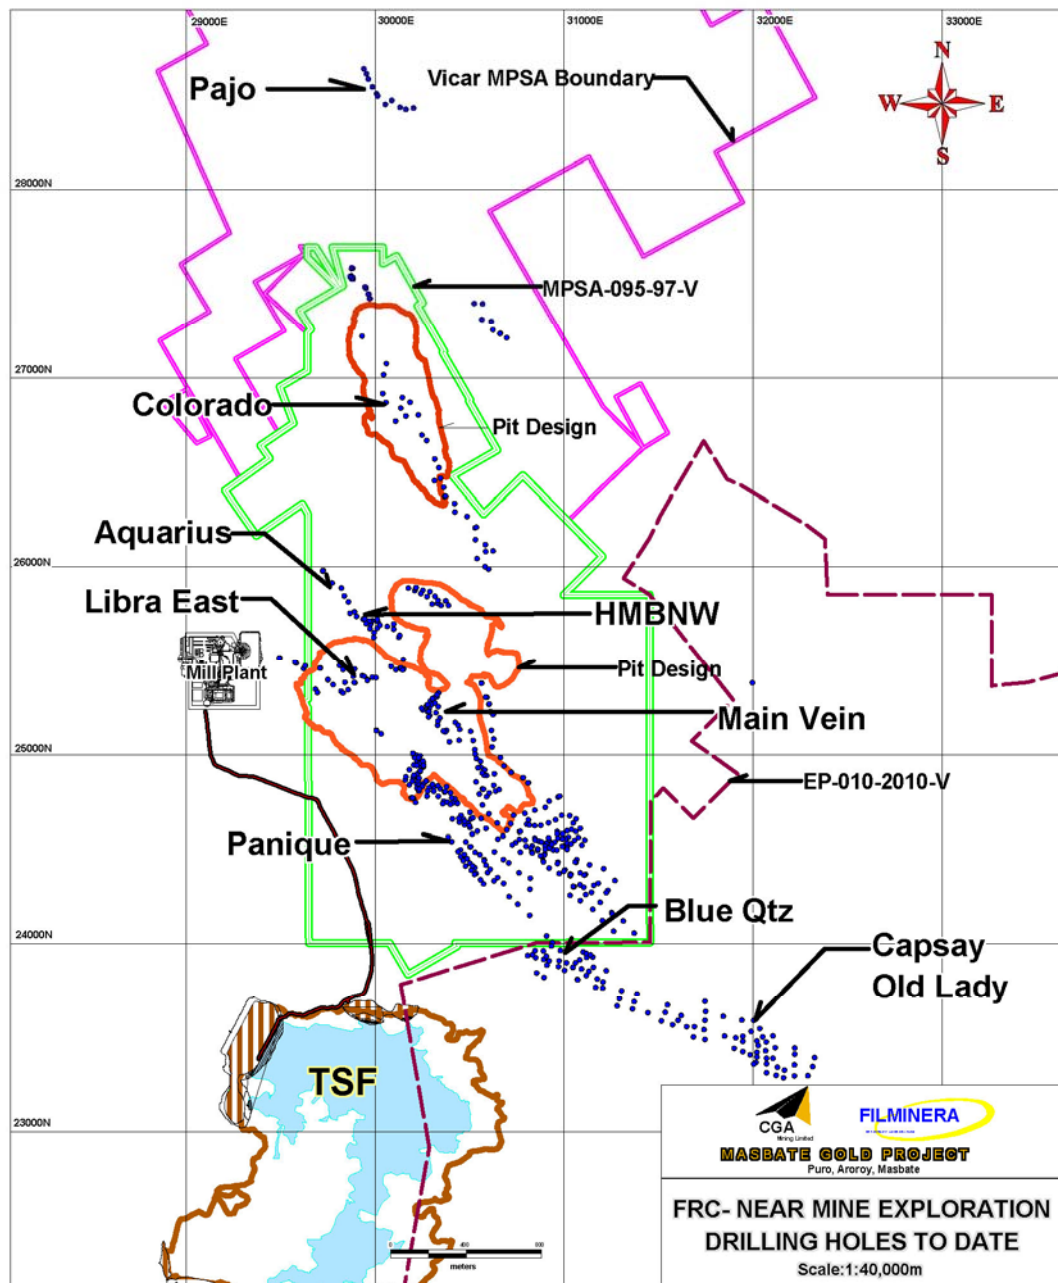 29000E
30000E
31000E
32000E
33000E
N
W
E
S
Pajo
Vicar MPSA Boundary
28000N
MPSA-095-97-V
27000N
Colorado
Pit Design
Aquarius
26000N
Libra East
HMBNW
Mill Plant
Pit Design
Main Vein
25000N
EP-010-2010-V
Panique
Blue Qtz
24000N
Capsay
Old Lady
TSF
23000N
CGA
Mining Limited
FILMINERA
MASBATE GOLD PROJECT
Puro, Aroroy, Masbate
FRC- NEAR MINE EXPLORATION
DRILLING HOLES TO DATE
Scale:1:40,000m
0 400 800
meters